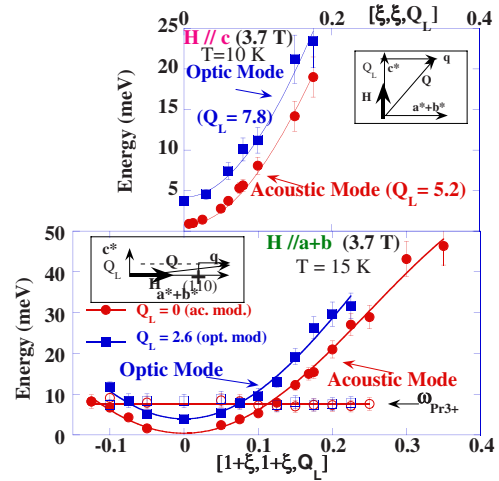 0 0.2
[ξ,ξ,Q_L]
25
20
15
10
5
0
Energy (meV)
H // c (3.7 T)
T=10 K
Optic Mode
(Q_L = 7.8)
Acoustic Mode (Q_L = 5.2)
Q_L c* q
Q
H
a*+b*
H //a+b (3.7 T)
T = 15 K
50
40
30
20
10
0
Energy (meV)
c*
Q_L Q q
H (110)
a*+b*
Q_L = 0 (ac. mod.)
Q_L = 2.6 (opt. mod)
Optic Mode
Acoustic Mode
ω_Pr3+
-0.1 0 0.1 0.2 0.3 0.4
[1+ξ,1+ξ,Q_L]